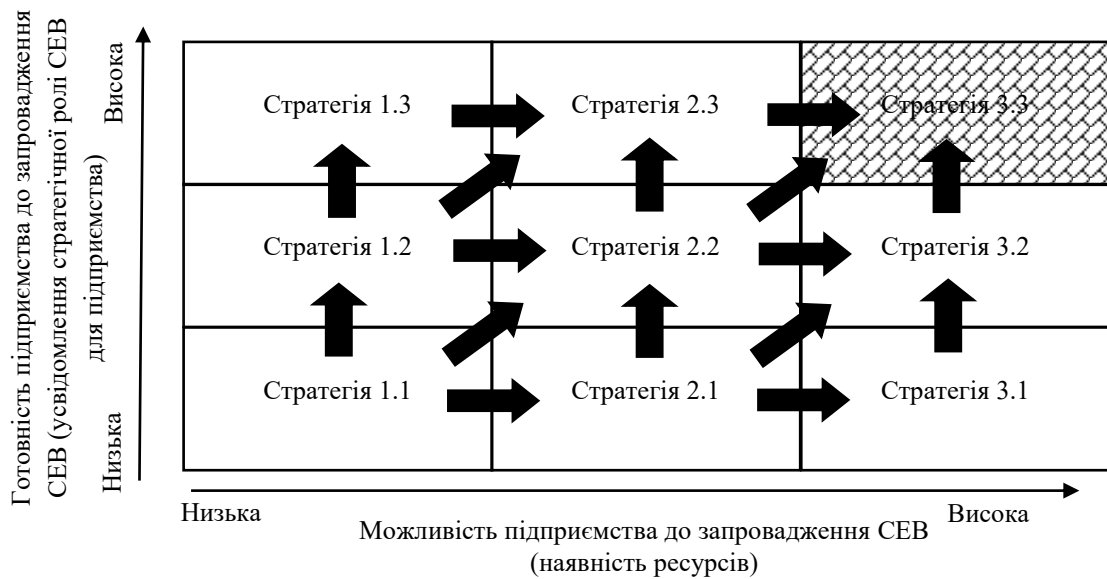 Готовність підприємства до запровадження
СЕВ (усвідомлення стратегічної ролі СЕВ
для підприємства)
Висока
Низька
Стратегія 1.3
Стратегія 2.3
Стратегія 3.3
Стратегія 1.2
Стратегія 2.2
Стратегія 3.2
Стратегія 1.1
Стратегія 2.1
Стратегія 3.1
Низька
Висока
Можливість підприємства до запровадження СЕВ
(наявність ресурсів)